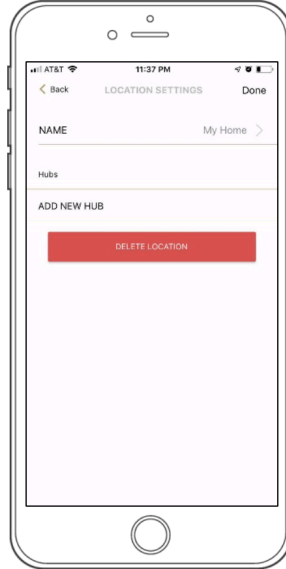 AT&T 11:37 PM
Back LOCATION SETTINGS Done
NAME My Home
Hubs
ADD NEW HUB
DELETE LOCATION